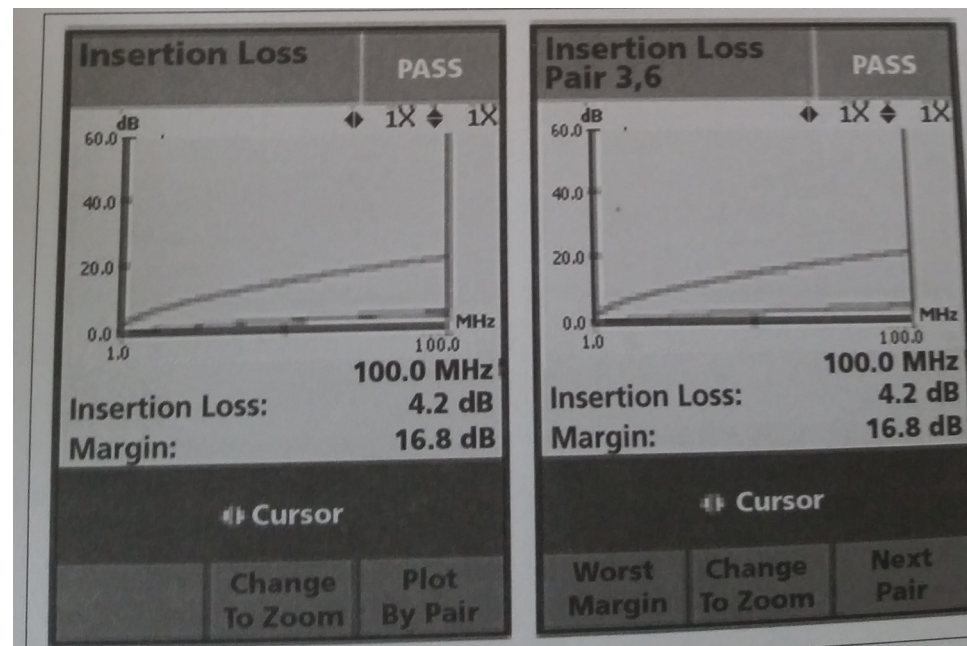 Insertion Loss
PASS
dB
1X 1X
60.0
40.0
20.0
0.0
MHz
1.0 100.0
100.0 MHz
Insertion Loss: 4.2 dB
Margin: 16.8 dB
Cursor
Change
To Zoom
Plot
By Pair
Insertion Loss
Pair 3,6
PASS
dB
1X 1X
60.0
40.0
20.0
0.0
MHz
1.0 100.0
100.0 MHz
Insertion Loss: 4.2 dB
Margin: 16.8 dB
Cursor
Worst
Margin
Change
To Zoom
Next
Pair